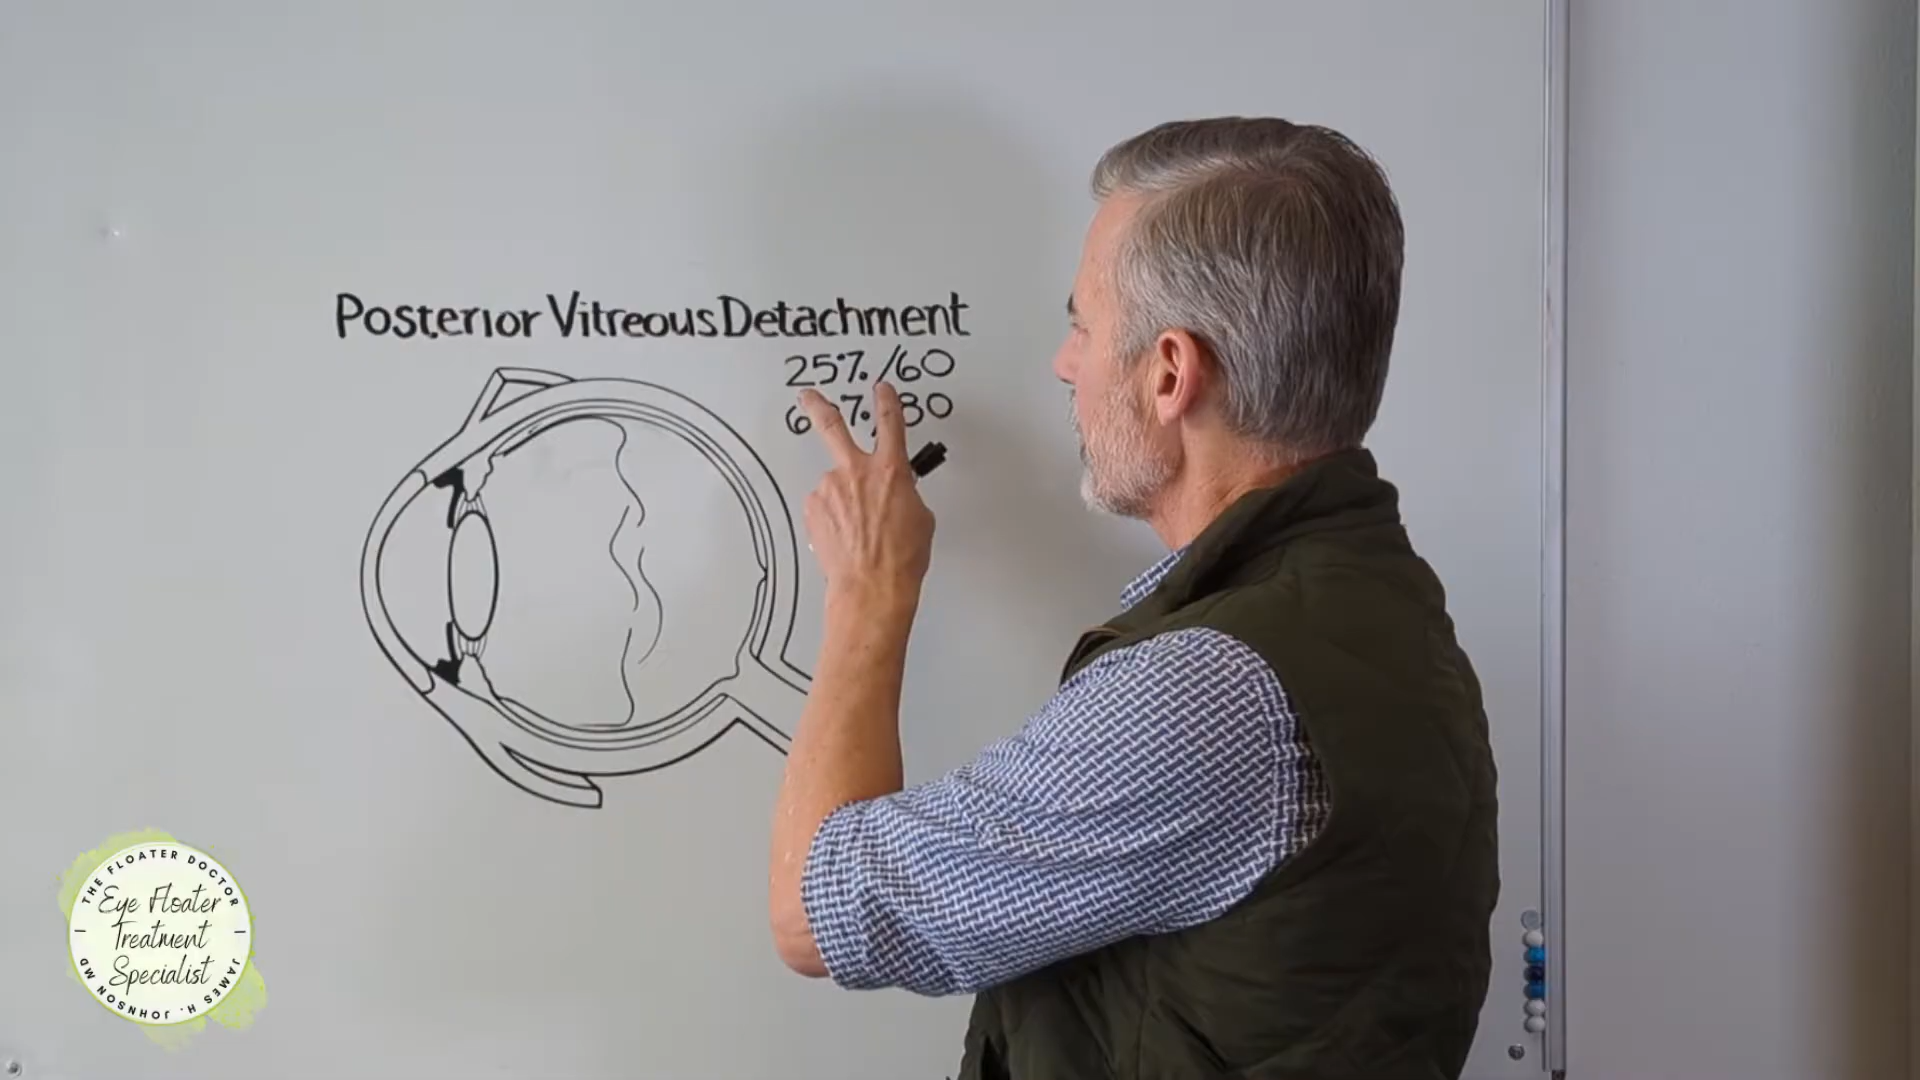 Posterior Vitreous Detachment
25% /60
THE FLOATER DOCTOR
Eye Floater
Treatment
Specialist
JAMES H. JOHNSON MD